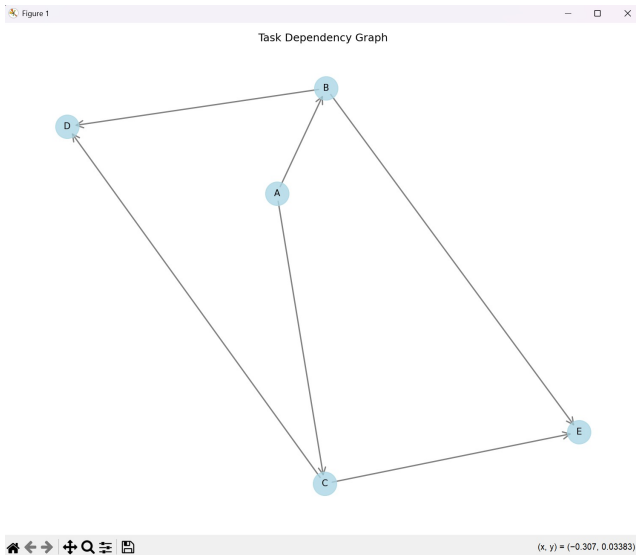 Figure 1
Task Dependency Graph
B
D
A
E
C
(x, y) = (−0.307, 0.03383)